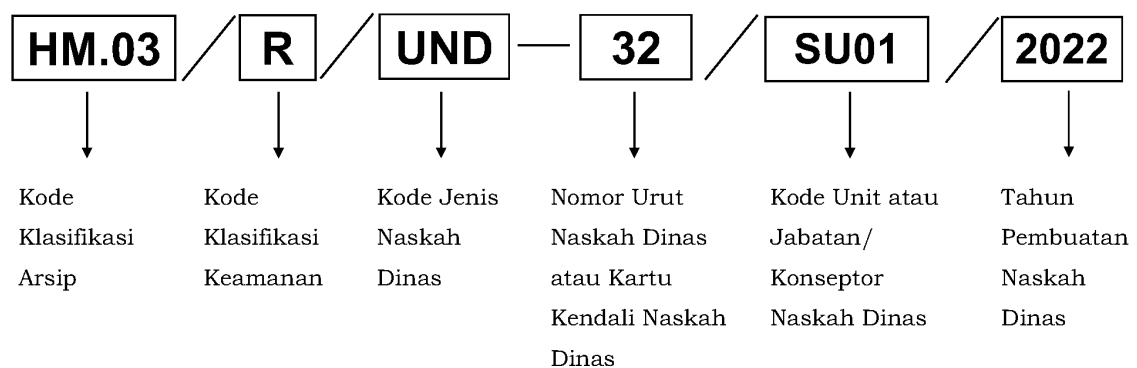 HM.03 / R / UND — 32 / SU01 / 2022
Kode
Klasifikasi
Arsip
Kode
Klasifikasi
Keamanan
Kode Jenis
Naskah
Dinas
Nomor Urut
Naskah Dinas
atau Kartu
Kendali Naskah
Dinas
Kode Unit atau
Jabatan/
Konseptor
Naskah Dinas
Tahun
Pembuatan
Naskah
Dinas